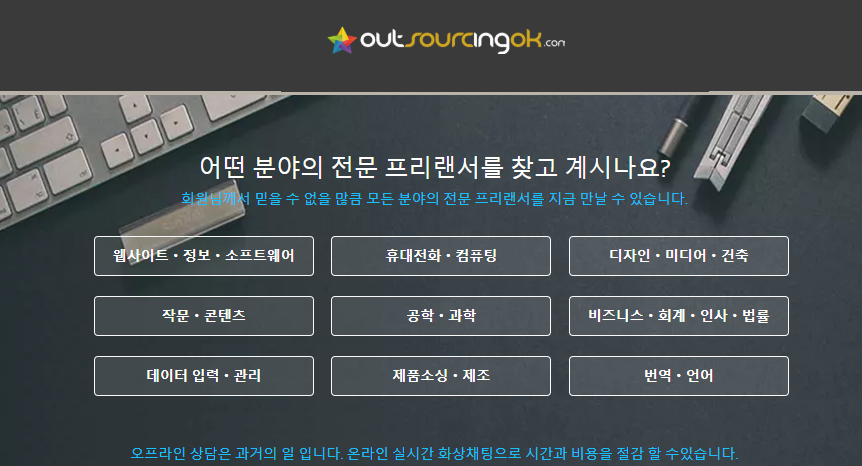 outsourcingok.com
어떤 분야의 전문 프리랜서를 찾고 계시나요?
회원님께서 믿을 수 없을 많큼 모든 분야의 전문 프리랜서를 지금 만날 수 있습니다.
웹사이트 • 정보 • 소프트웨어
휴대전화 • 컴퓨팅
디자인 • 미디어 • 건축
작문 • 콘텐츠
공학 • 과학
비즈니스 • 회계 • 인사 • 법률
데이터 입력 • 관리
제품소싱 • 제조
번역 • 언어
오프라인 상담은 과거의 일 입니다. 온라인 실시간 화상채팅으로 시간과 비용을 절감 할 수있습니다.